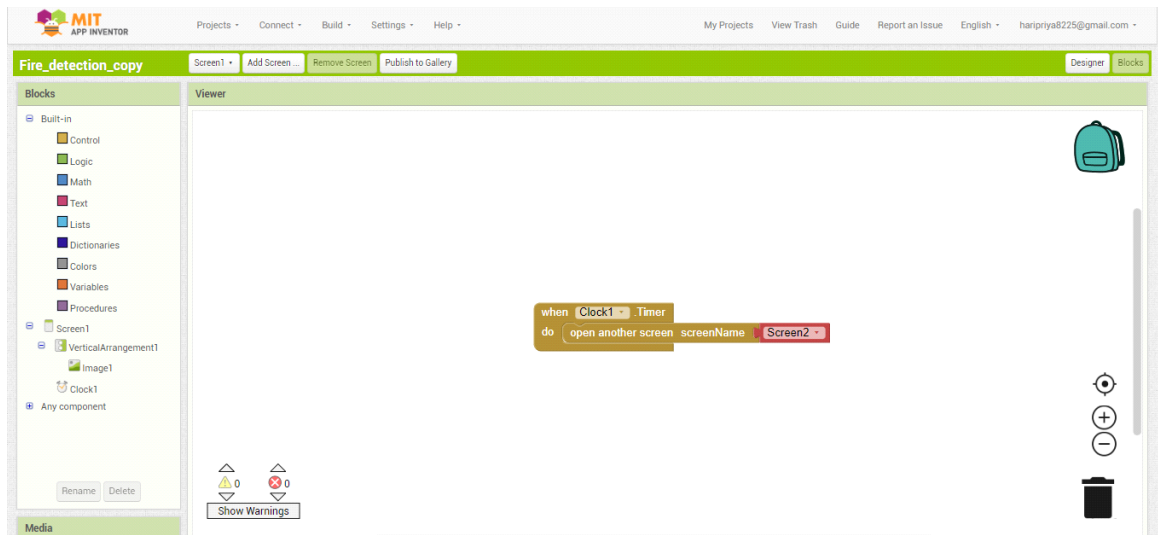 MIT
APP INVENTOR
Projects Connect Build Settings Help My Projects View Trash Guide Report an Issue English haripriya8225@gmail.com
Fire_detection_copy Screen1 Add Screen ... Remove Screen Publish to Gallery Designer Blocks
Blocks Viewer
Built-in
Control
Logic
Math
Text
Lists
Dictionaries
Colors
Variables
Procedures
Screen1
VerticalArrangement1
Image1
Clock1
Any component
Rename Delete
Media
when Clock1 .Timer
do open another screen screenName Screen2
0 0
Show Warnings